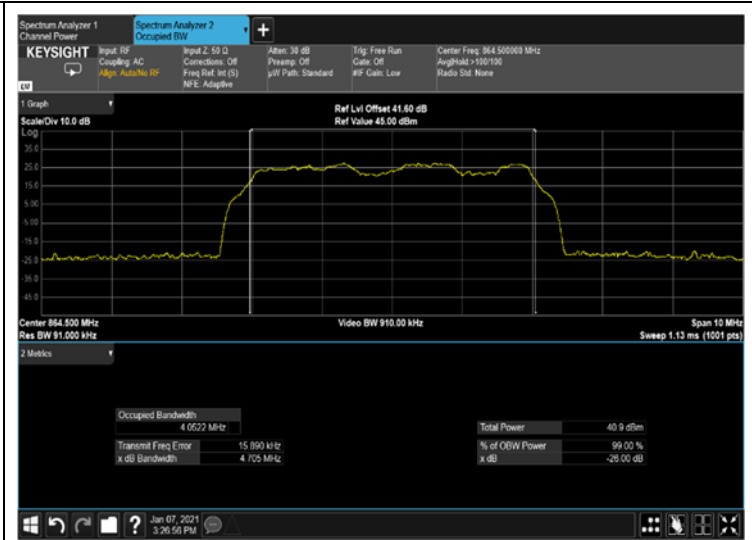 Spectrum Analyzer 1
Channel Power
Spectrum Analyzer 2
Occupied BW
+
KEYSIGHT
Input: RF
Coupling: AC
Align: Auto/No RF
Input Z: 50 Ω
Corrections: Off
Freq Ref: Int (S)
NFE: Adaptive
Atten: 30 dB
Preamp: Off
µW Path: Standard
Trig: Free Run
Gate: Off
#IF Gain: Low
Center Freq: 864.500000 MHz
Avg|Hold:>100/100
Radio Std: None
1 Graph
Scale/Div 10.0 dB
Ref Lvl Offset 41.60 dB
Ref Value 45.00 dBm
Log
35.0
25.0
15.0
5.00
-5.00
-15.0
-25.0
-35.0
-45.0
Center 864.500 MHz
Res BW 91.000 kHz
Video BW 910.00 kHz
Span 10 MHz
Sweep 1.13 ms (1001 pts)
2 Metrics
Occupied Bandwidth
4.0522 MHz
Transmit Freq Error 15.890 kHz
x dB Bandwidth 4.705 MHz
Total Power 40.9 dBm
% of OBW Power 99.00 %
x dB -26.00 dB
?
Jan 07, 2021
3:26:56 PM